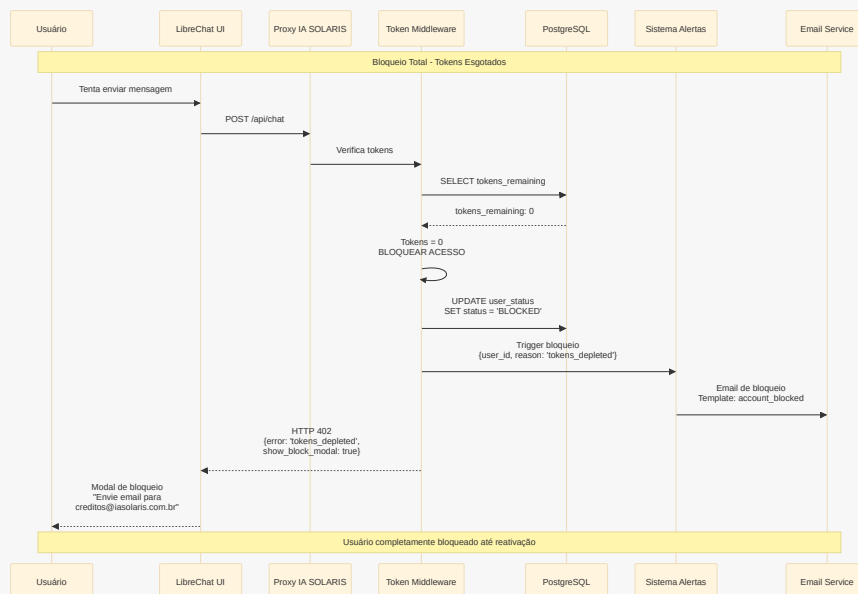 Usuário
LibreChat UI
Proxy IA SOLARIS
Token Middleware
PostgreSQL
Sistema Alertas
Email Service
Bloqueio Total - Tokens Esgotados
Tenta enviar mensagem
POST /api/chat
Verifica tokens
SELECT tokens_remaining
tokens_remaining: 0
Tokens = 0
BLOQUEAR ACESSO
UPDATE user_status
SET status = 'BLOCKED'
Trigger bloqueio
{user_id, reason: 'tokens_depleted'}
Email de bloqueio
Template: account_blocked
HTTP 402
{error: 'tokens_depleted',
show_block_modal: true}
Modal de bloqueio
"Envie email para
creditos@iasolaris.com.br"
Usuário completamente bloqueado até reativação
Usuário
LibreChat UI
Proxy IA SOLARIS
Token Middleware
PostgreSQL
Sistema Alertas
Email Service